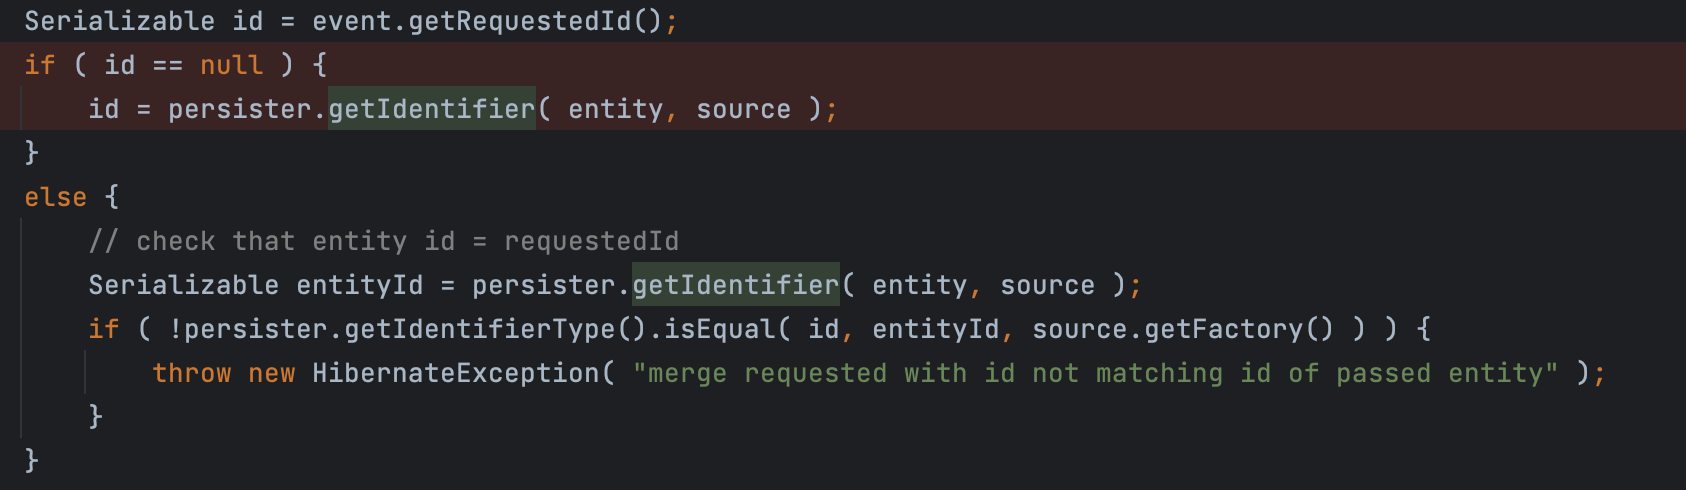 Serializable id = event.getRequestedId();
if ( id == null ) {
    id = persister.getIdentifier( entity, source );
}
else {
    // check that entity id = requestedId
    Serializable entityId = persister.getIdentifier( entity, source );
    if ( !persister.getIdentifierType().isEqual( id, entityId, source.getFactory() ) ) {
        throw new HibernateException( "merge requested with id not matching id of passed entity" );
    }
}